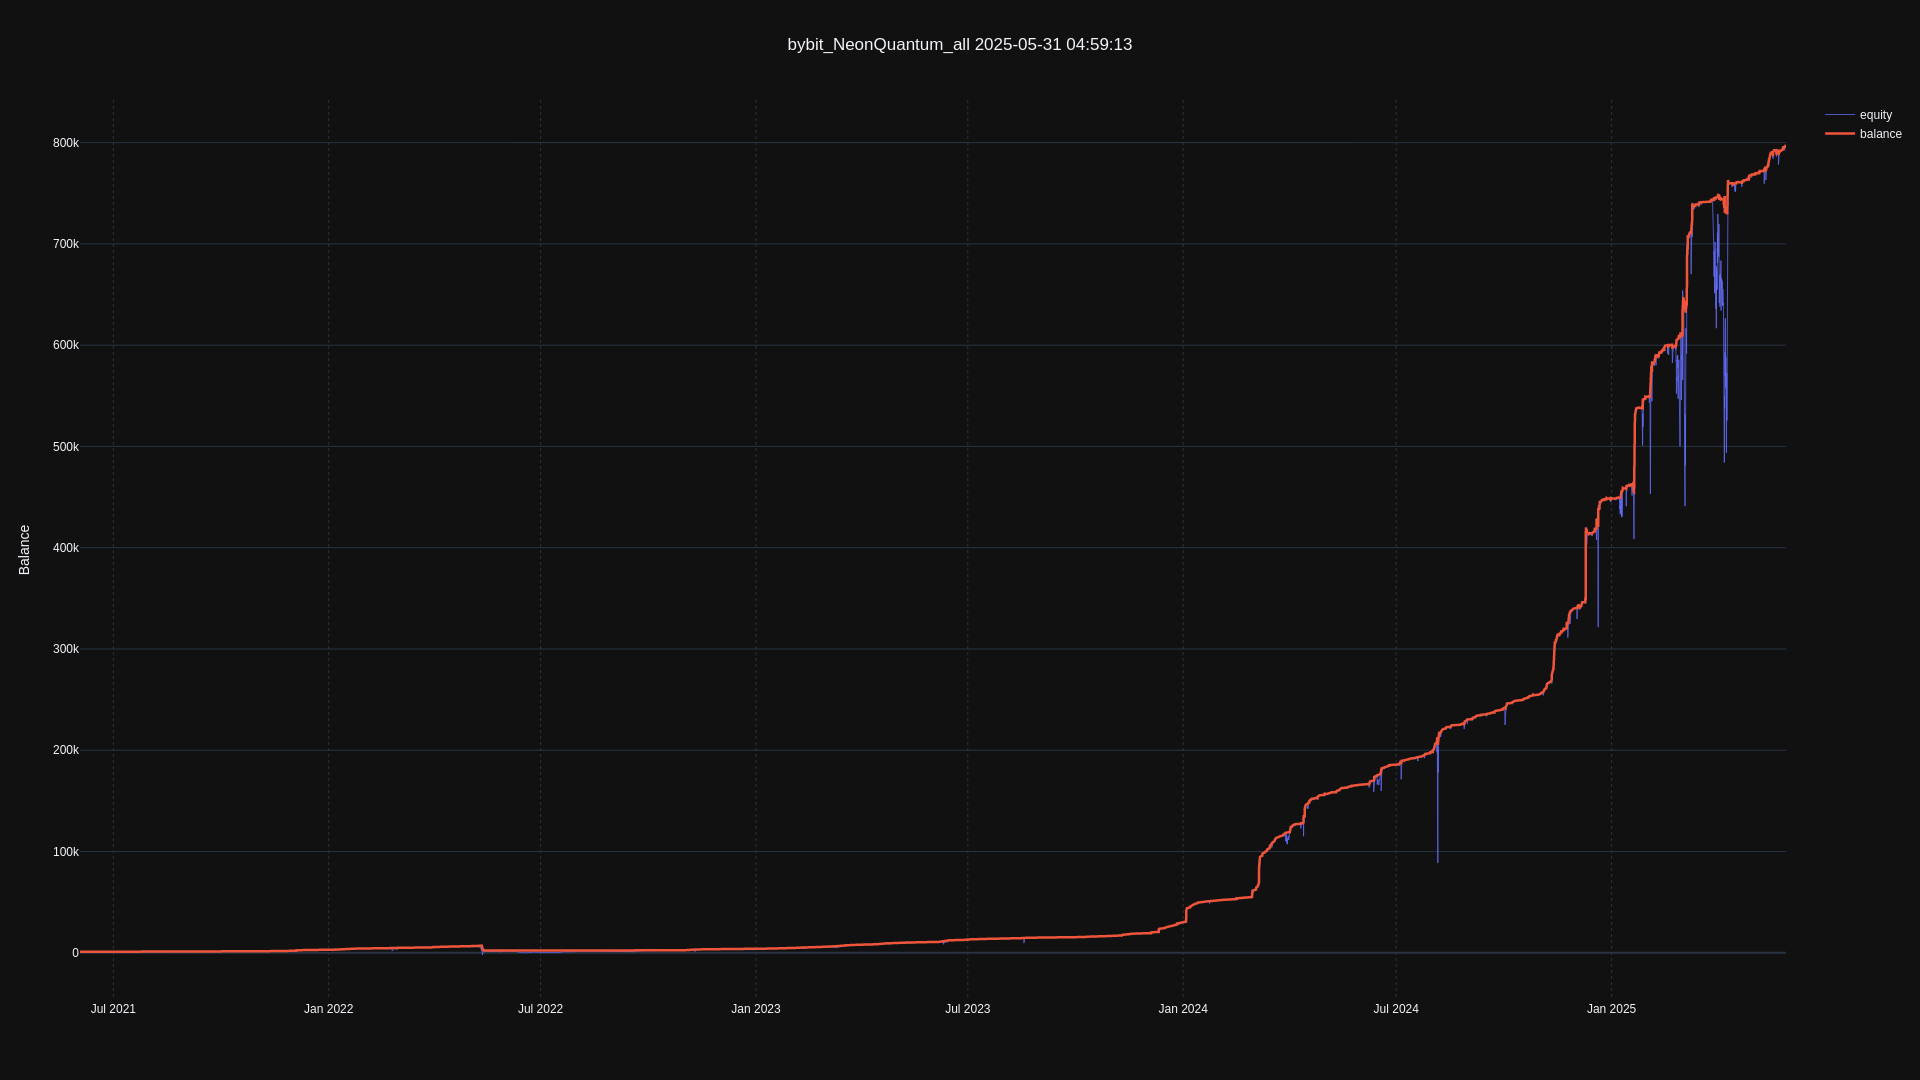 bybit_NeonQuantum_all 2025-05-31 04:59:13
equity
balance
800k
700k
600k
500k
400k
300k
200k
100k
0
Balance
Jul 2021
Jan 2022
Jul 2022
Jan 2023
Jul 2023
Jan 2024
Jul 2024
Jan 2025